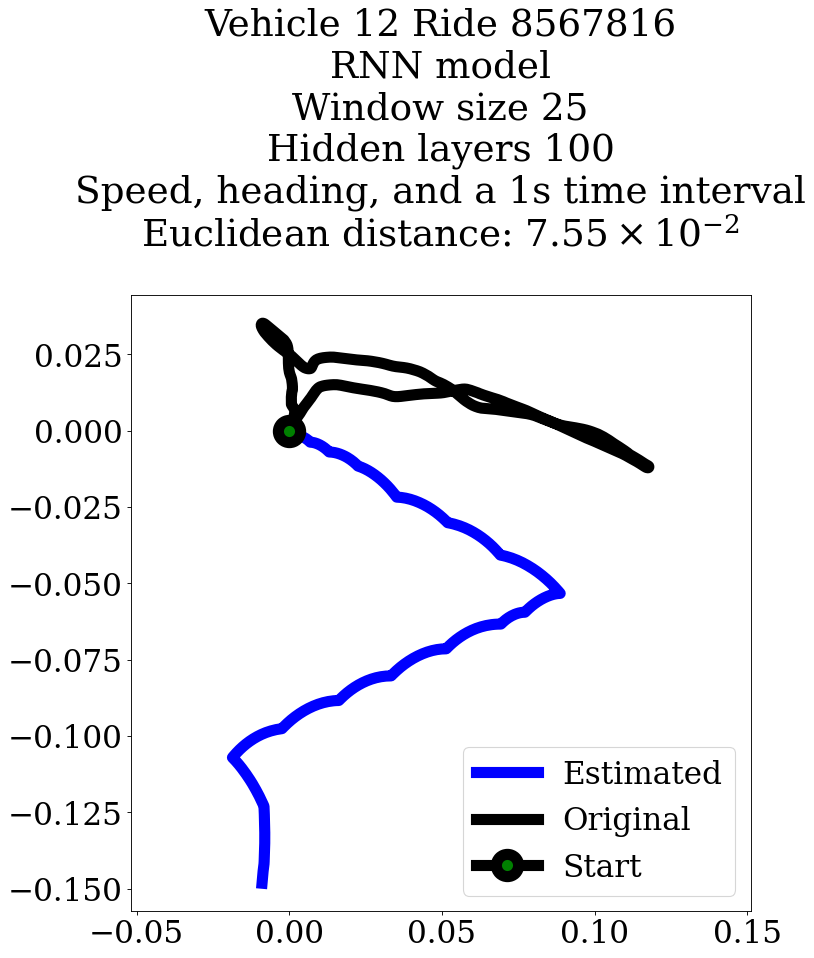 Vehicle 12 Ride 8567816
RNN model
Window size 25
Hidden layers 100
Speed, heading, and a 1s time interval
Euclidean distance: 7.55 × 10⁻²
0.025
0.000
−0.025
−0.050
−0.075
−0.100
−0.125
−0.150
Estimated
Original
Start
−0.05 0.00 0.05 0.10 0.15